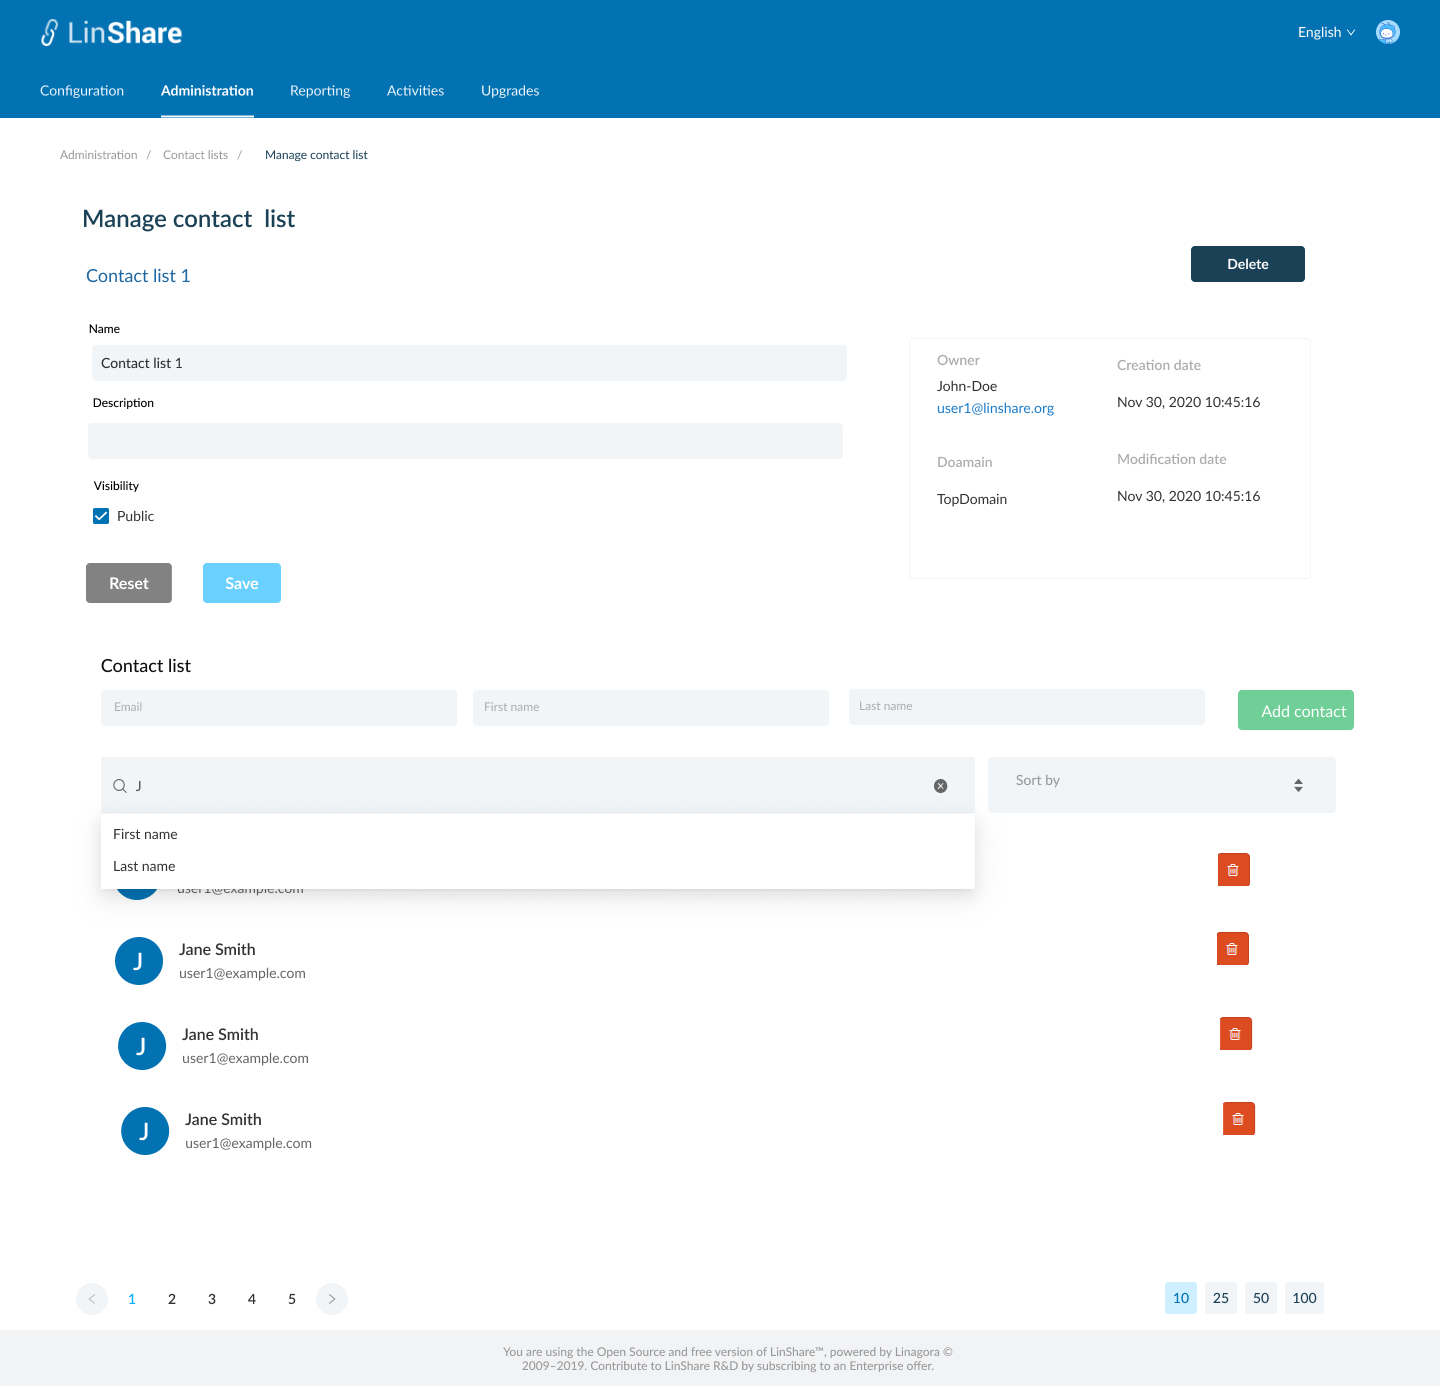 LinShare
English
Configuration Administration Reporting Activities Upgrades
Administration / Contact lists / Manage contact list
Manage contact list
Delete
Contact list 1
Name
Contact list 1
Description
Visibility
Public
Reset Save
Owner
John-Doe
user1@linshare.org
Creation date
Nov 30, 2020 10:45:16
Doamain
TopDomain
Modification date
Nov 30, 2020 10:45:16
Contact list
Email First name Last name Add contact
J
Sort by
First name
Last name
user1@example.com
J Jane Smith
user1@example.com
J Jane Smith
user1@example.com
J Jane Smith
user1@example.com
< 1 2 3 4 5 > 10 25 50 100
You are using the Open Source and free version of LinShare™, powered by Linagora ©
2009–2019. Contribute to LinShare R&D by subscribing to an Enterprise offer.